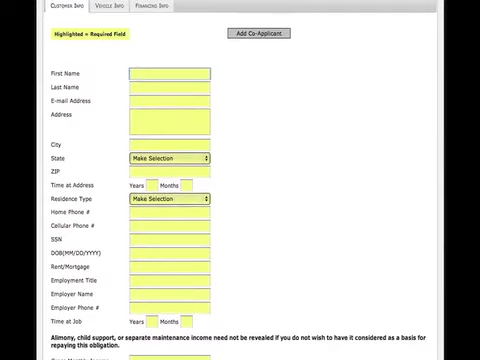 Customer Info Vehicle Info Financing Info
Highlighted = Required Field Add Co-Applicant
First Name
Last Name
E-mail Address
Address
City
State Make Selection
ZIP
Time at Address Years Months
Residence Type Make Selection
Home Phone #
Cellular Phone #
SSN
DOB(MM/DD/YYYY)
Rent/Mortgage
Employment Title
Employer Name
Employer Phone #
Time at Job Years Months
Alimony, child support, or separate maintenance income need not be revealed if you do not wish to have it considered as a basis for
repaying this obligation.